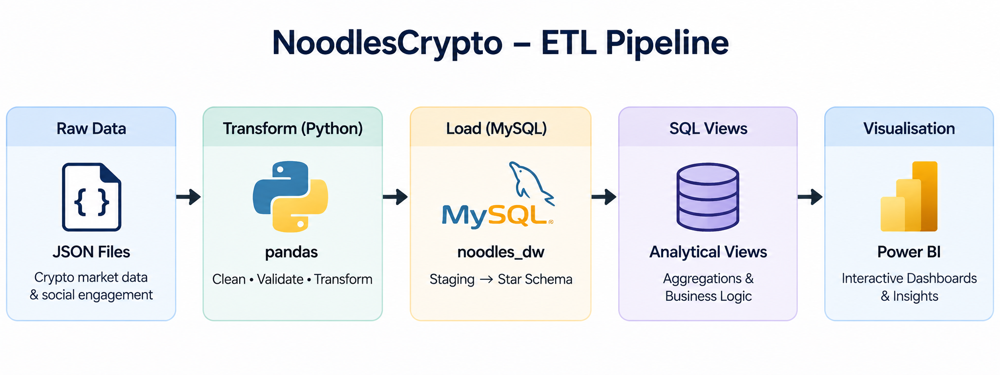 NoodlesCrypto – ETL Pipeline
Raw Data
{ }
JSON Files
Crypto market data
& social engagement
Transform (Python)
pandas
Clean • Validate • Transform
Load (MySQL)
MySQL
noodles_dw
Staging → Star Schema
SQL Views
Analytical Views
Aggregations &
Business Logic
Visualisation
Power BI
Interactive Dashboards
& Insights